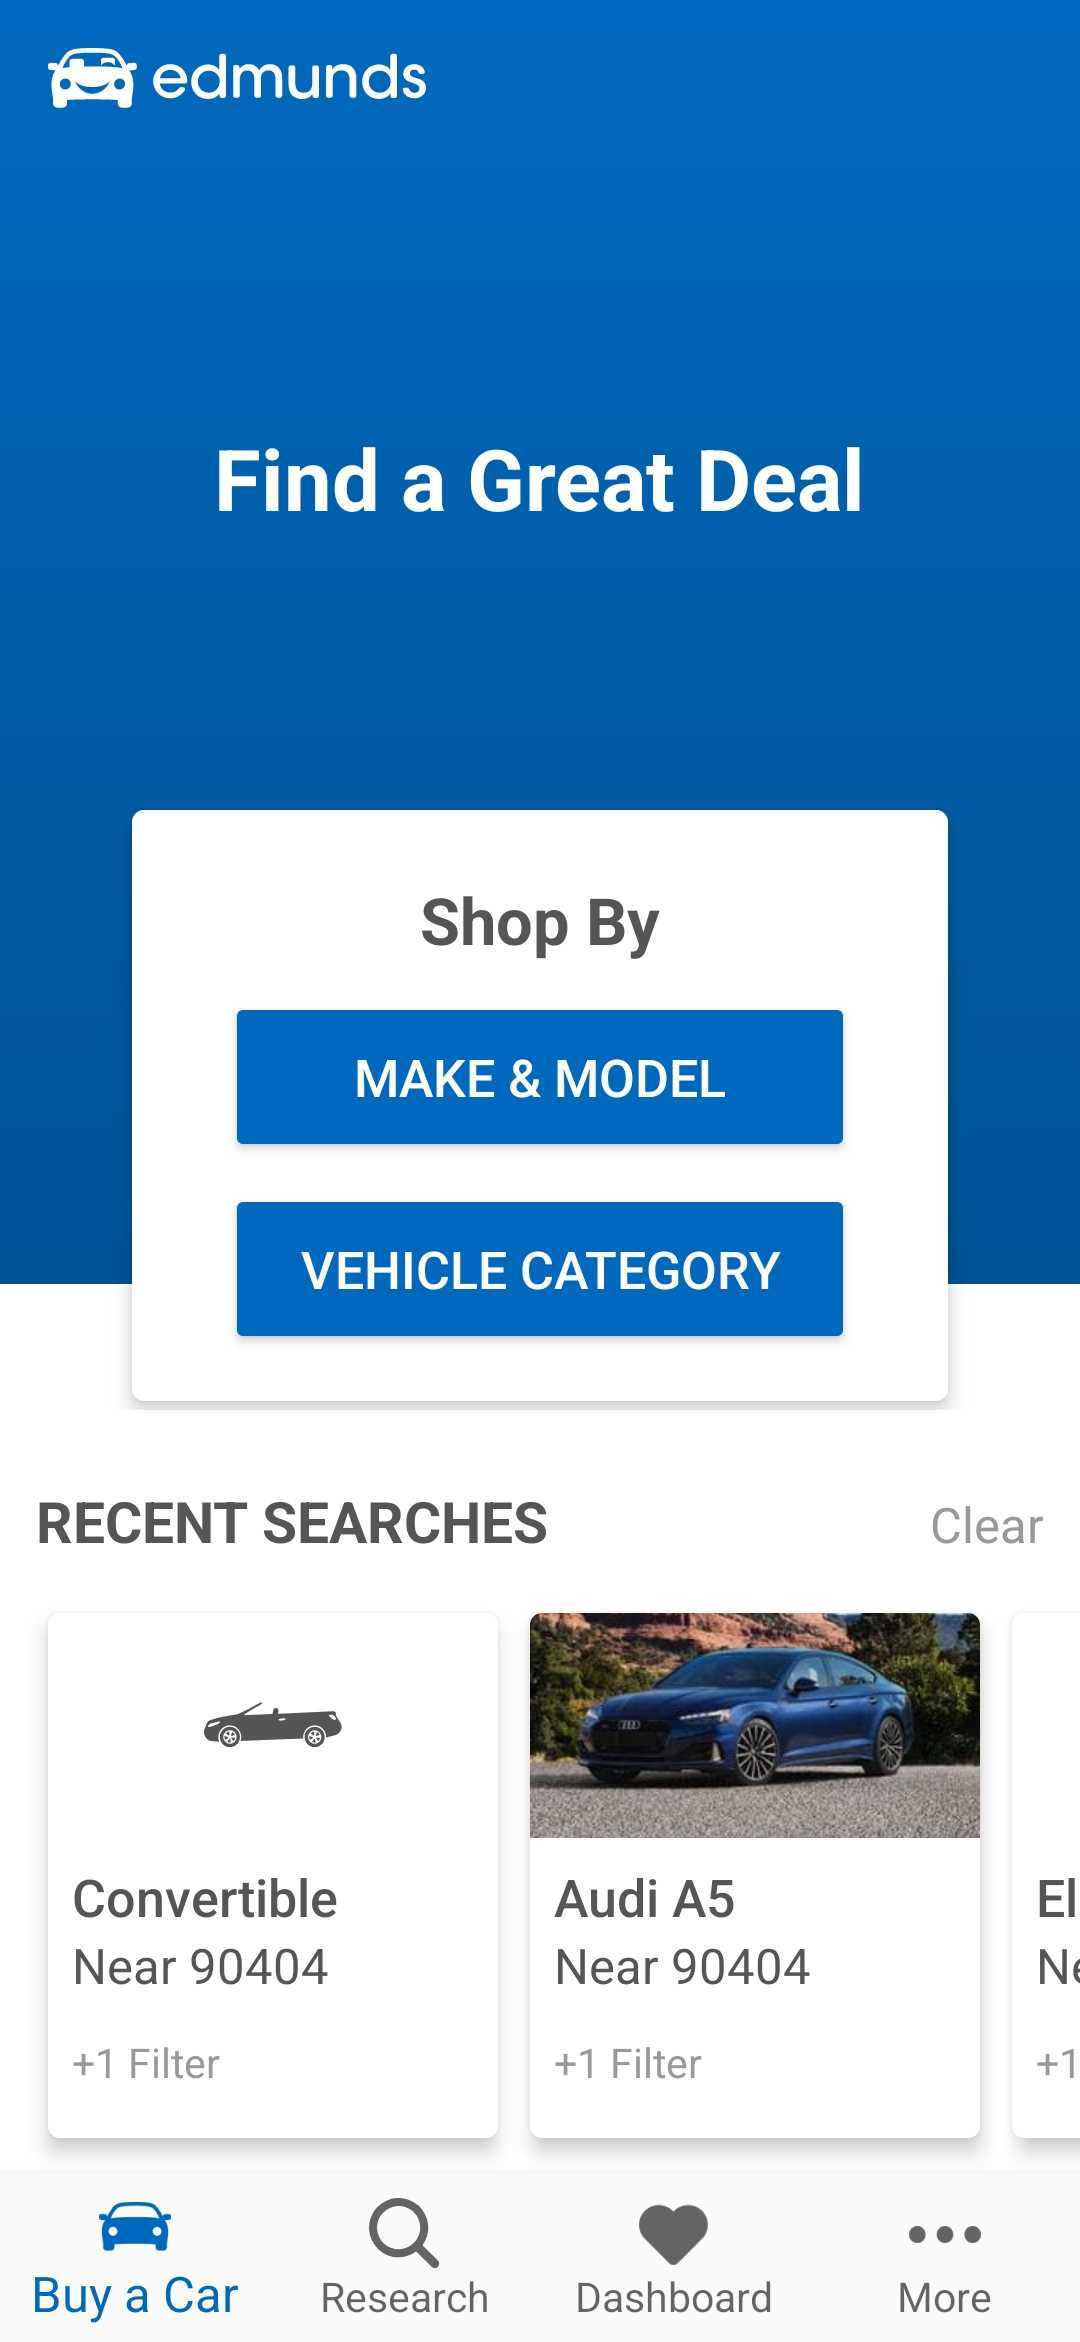 edmunds
Find a Great Deal
Shop By
MAKE & MODEL
VEHICLE CATEGORY
RECENT SEARCHES
Clear
Convertible
Near 90404
+1 Filter
Audi A5
Near 90404
+1 Filter
El
Ne
+1
Buy a Car
Research
Dashboard
More